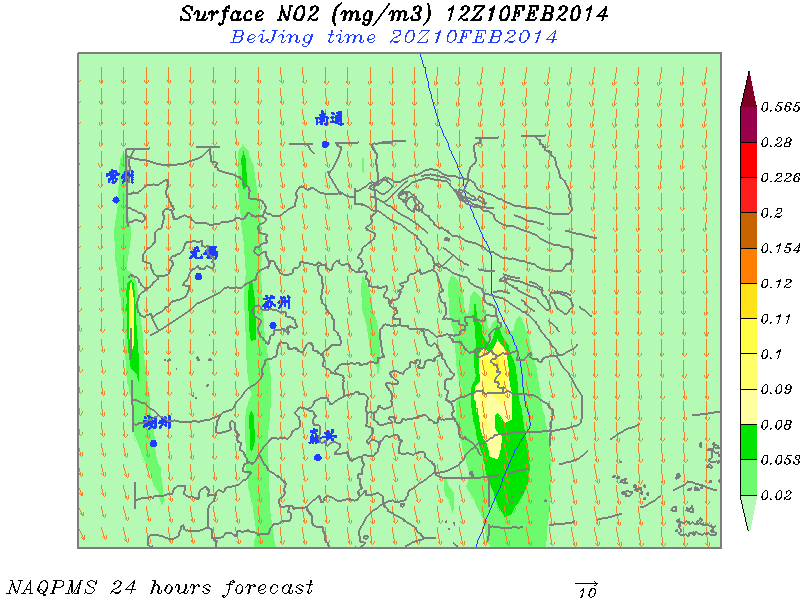 Surface NO2 (mg/m3) 12Z10FEB2014
BeiJing time 20Z10FEB2014
南通
常州
无锡
苏州
湖州
嘉兴
0.565
0.28
0.226
0.2
0.154
0.12
0.11
0.1
0.09
0.08
0.053
0.02
NAQPMS 24 hours forecast
10